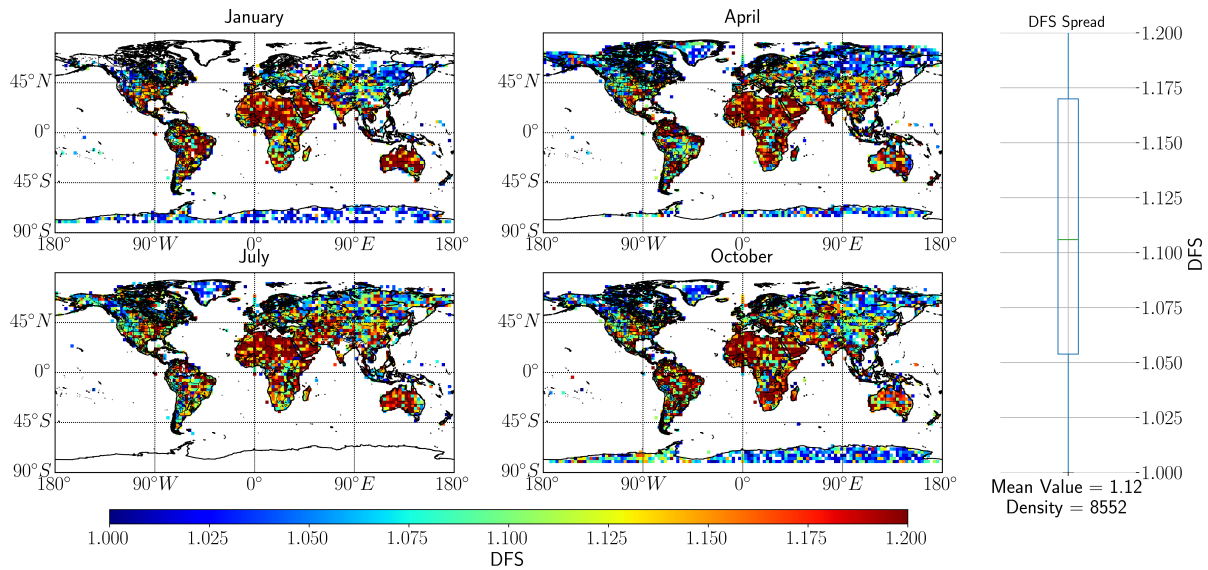 January
45°N
0°
45°S
90°S
180° 90°W 0° 90°E 180°
April
45°N
0°
45°S
90°S
180° 90°W 0° 90°E 180°
July
45°N
0°
45°S
90°S
180° 90°W 0° 90°E 180°
October
45°N
0°
45°S
90°S
180° 90°W 0° 90°E 180°
1.000 1.025 1.050 1.075 1.100 1.125 1.150 1.175 1.200
DFS
DFS Spread
1.200
1.175
1.150
1.125
1.100
1.075
1.050
1.025
1.000
DFS
Mean Value = 1.12
Density = 8552